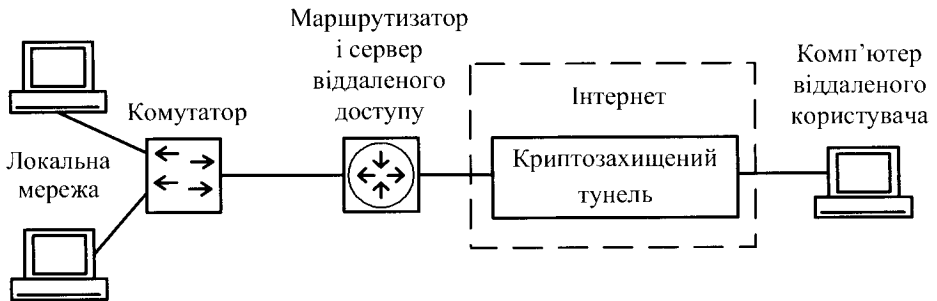 Локальна
мережа
Комутатор
Маршрутизатор
і сервер
віддаленого
доступу
Інтернет
Криптозахищений
тунель
Комп’ютер
віддаленого
користувача